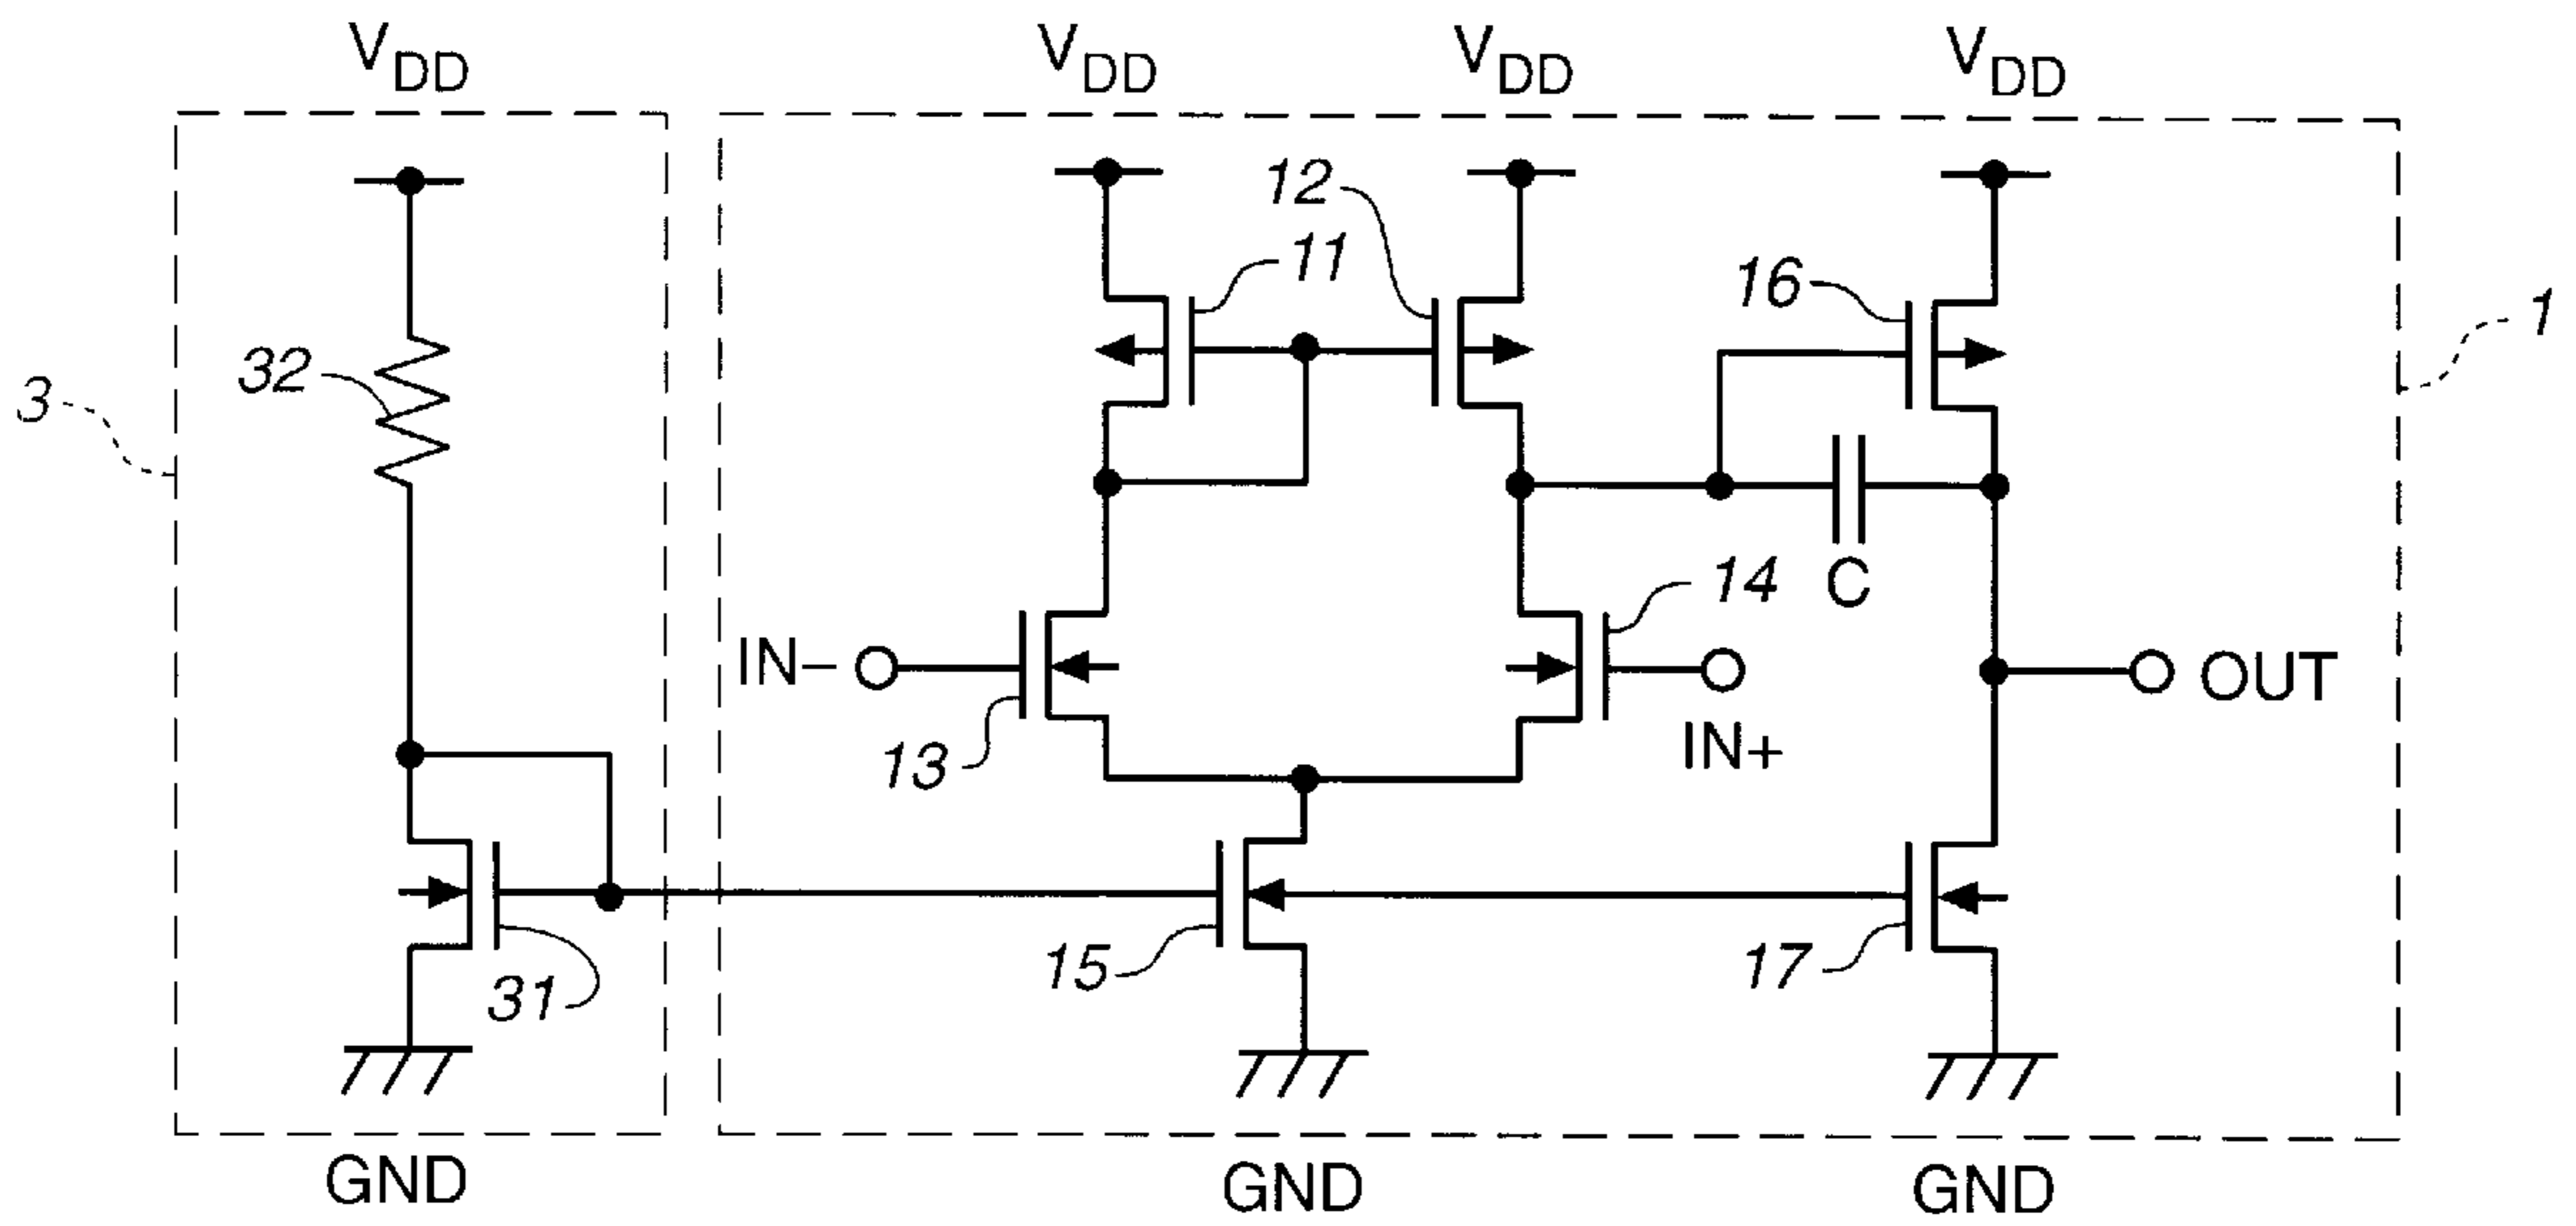 VDD VDD VDD VDD
12
11
16
1
32
3
14
C
IN–
OUT
IN+
13
15
17
31
GND GND GND